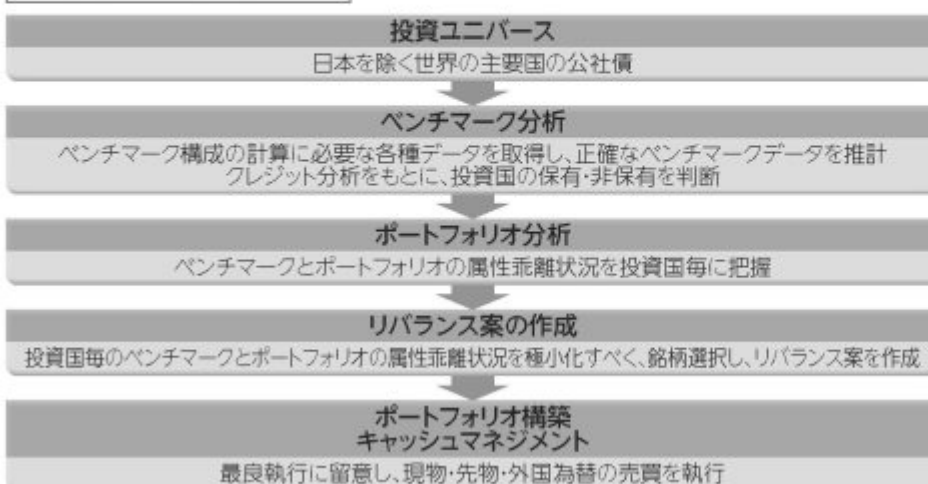 投資ユニバース
日本を除く世界の主要国の公社債
ベンチマーク分析
ベンチマーク構成の計算に必要な各種データを取得し、正確なベンチマークデータを推計
クレジット分析をもとに、投資国の保有・非保有を判断
ポートフォリオ分析
ベンチマークとポートフォリオの属性乖離状況を投資国毎に把握
リバランス案の作成
投資国毎のベンチマークとポートフォリオの属性乖離状況を極小化すべく、銘柄選択し、リバランス案を作成
ポートフォリオ構築
キャッシュマネジメント
最良執行に留意し、現物・先物・外国為替の売買を執行